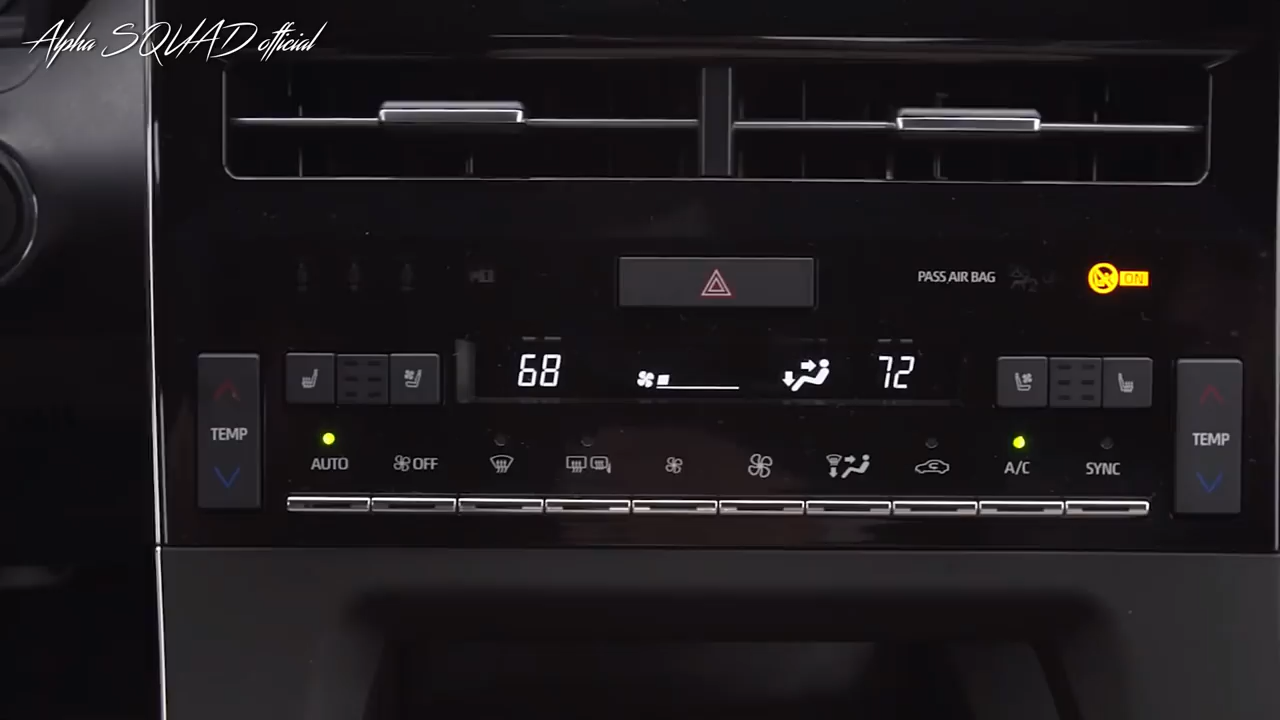 Alpha SQUAD official
PASS AIR BAG
ON
68
72
TEMP
TEMP
AUTO
OFF
A/C
SYNC